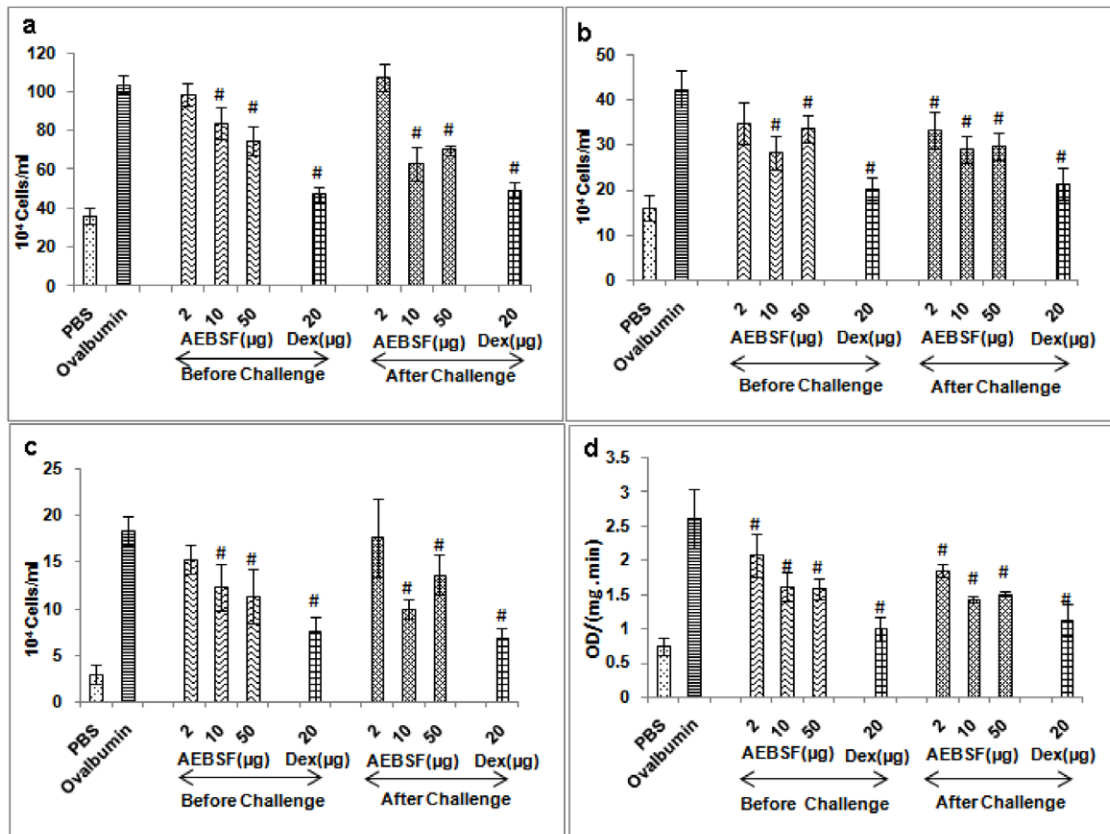 a
120
#
100
#
#
80
#
#
60
#
#
40
20
0
10⁴ Cells/ml
PBS
Ovalbumin
2 10 50 20 2 10 50 20
AEBSF(µg) Dex(µg) AEBSF(µg) Dex(µg)
Before Challenge After Challenge
b
50
40
#
#
#
#
#
30
#
#
20
10
0
10⁴ Cells/ml
PBS
Ovalbumin
2 10 50 20 2 10 50 20
AEBSF(µg) Dex(µg) AEBSF(µg) Dex(µg)
Before Challenge After Challenge
c
25
20
#
#
#
15
#
#
10
#
#
5
0
10⁴ Cells/ml
PBS
Ovalbumin
2 10 50 20 2 10 50 20
AEBSF(µg) Dex(µg) AEBSF(µg) Dex(µg)
Before Challenge After Challenge
d
3.5
3
2.5
#
#
2
# #
# #
1.5
#
#
1
0.5
0
OD/(mg.min)
PBS
Ovalbumin
2 10 50 20 2 10 50 20
AEBSF(µg) Dex(µg) AEBSF(µg) Dex(µg)
Before Challenge After Challenge